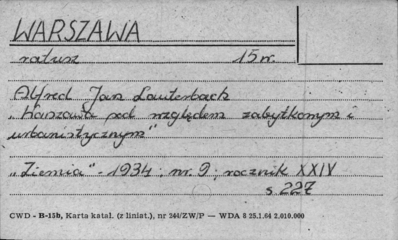 WARSZAWA
ratusz 15 w.
Alfred Jan Lauterbach
„Warszawa pod względem zabytkowym i
urbanistycznym"
„Ziemia" - 1934; nr. 9; rocznik XXIV
s. 227
CWD - B-15b, Karta katal. (z liniat.), nr 244/ZW/P — WDA 8 25.1.64 2.010.000